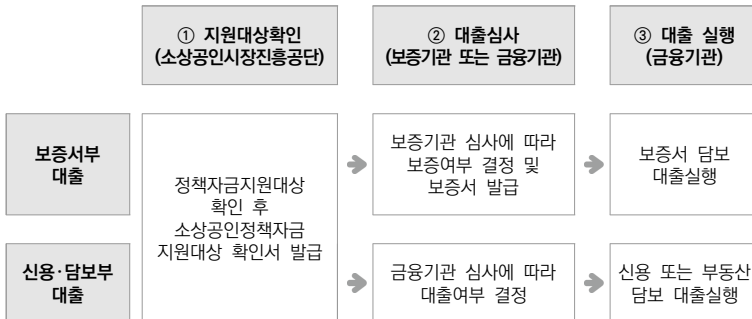 ① 지원대상확인
(소상공인시장진흥공단)
② 대출심사
(보증기관 또는 금융기관)
③ 대출 실행
(금융기관)
보증서부
대출
정책자금지원대상
확인 후
소상공인정책자금
지원대상 확인서 발급
보증기관 심사에 따라
보증여부 결정 및
보증서 발급
보증서 담보
대출실행
신용·담보부
대출
금융기관 심사에 따라
대출여부 결정
신용 또는 부동산
담보 대출실행